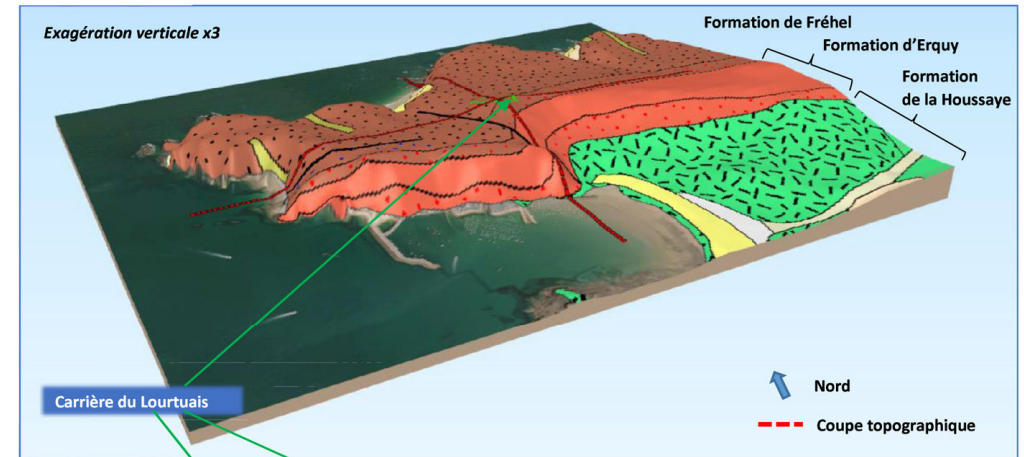 Exagération verticale x3
Formation de Fréhel
Formation d'Erquy
Formation
de la Houssaye
Carrière du Lourtuais
Nord
Coupe topographique